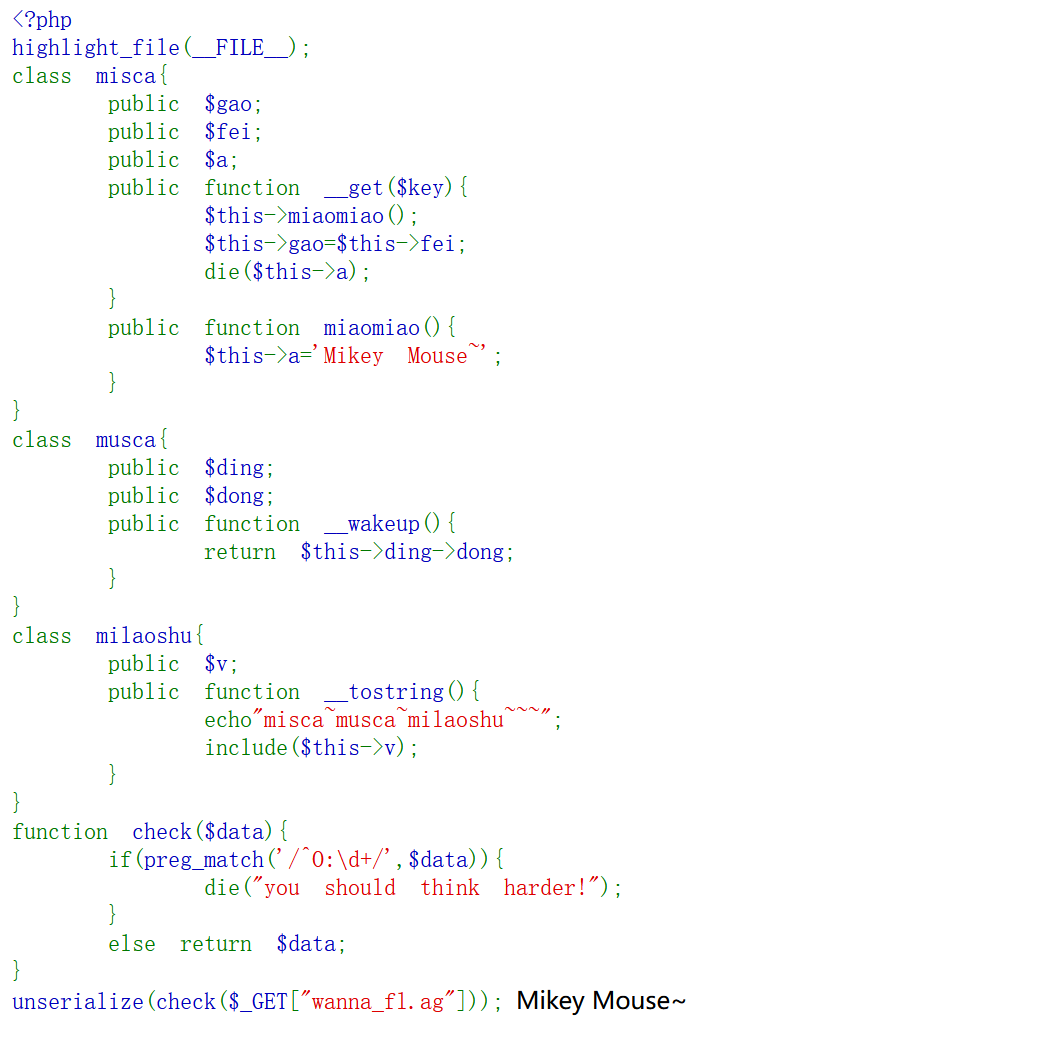 <?php
highlight_file(__FILE__);
class misca{
public $gao;
public $fei;
public $a;
public function __get($key){
$this->miaomiao();
$this->gao=$this->fei;
die($this->a);
}
public function miaomiao(){
$this->a='Mikey Mouse~';
}
}
class musca{
public $ding;
public $dong;
public function __wakeup(){
return $this->ding->dong;
}
}
class milaoshu{
public $v;
public function __tostring(){
echo"misca~musca~milaoshu~~~";
include($this->v);
}
}
function check($data){
if(preg_match('/^O:\d+/',$data)){
die("you should think harder!");
}
else return $data;
}
unserialize(check($_GET["wanna_fl.ag"])); Mikey Mouse~